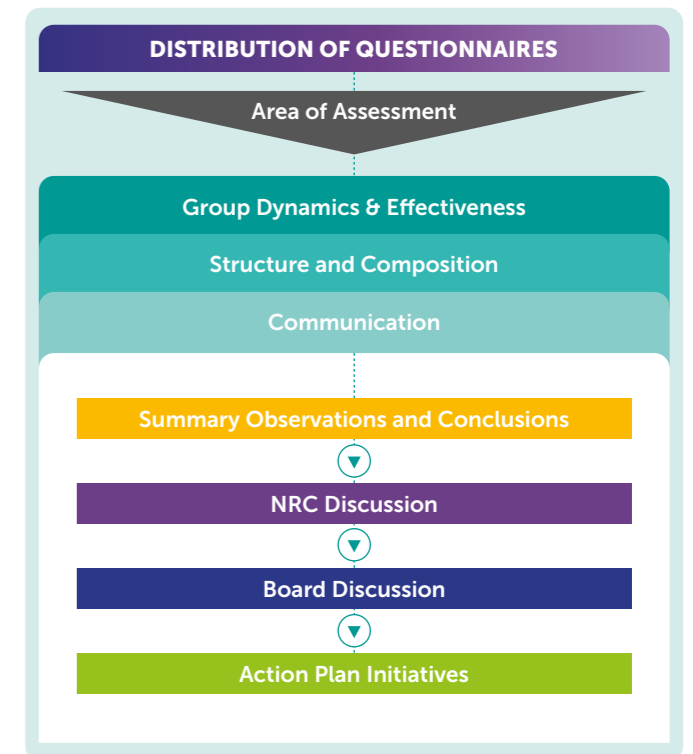 DISTRIBUTION OF QUESTIONNAIRES
Area of Assessment
Group Dynamics & Effectiveness
Structure and Composition
Communication
Summary Observations and Conclusions
NRC Discussion
Board Discussion
Action Plan Initiatives